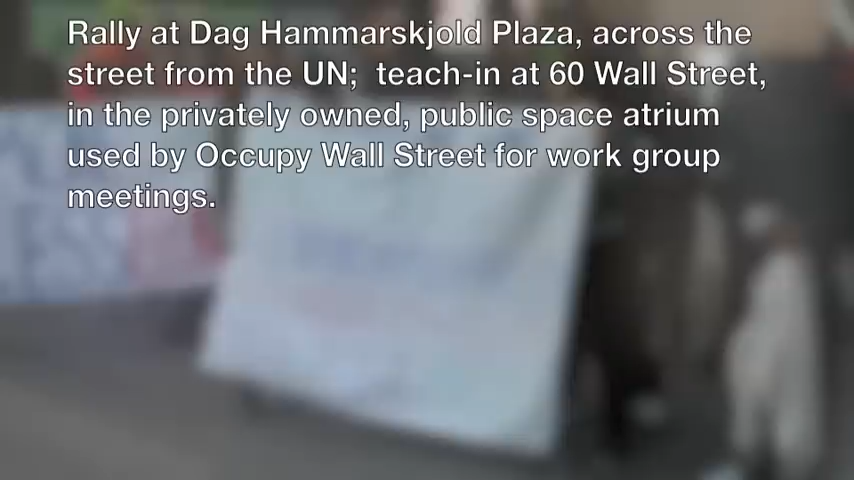 Rally at Dag Hammarskjold Plaza, across the
street from the UN;  teach-in at 60 Wall Street,
in the privately owned, public space atrium
used by Occupy Wall Street for work group
meetings.